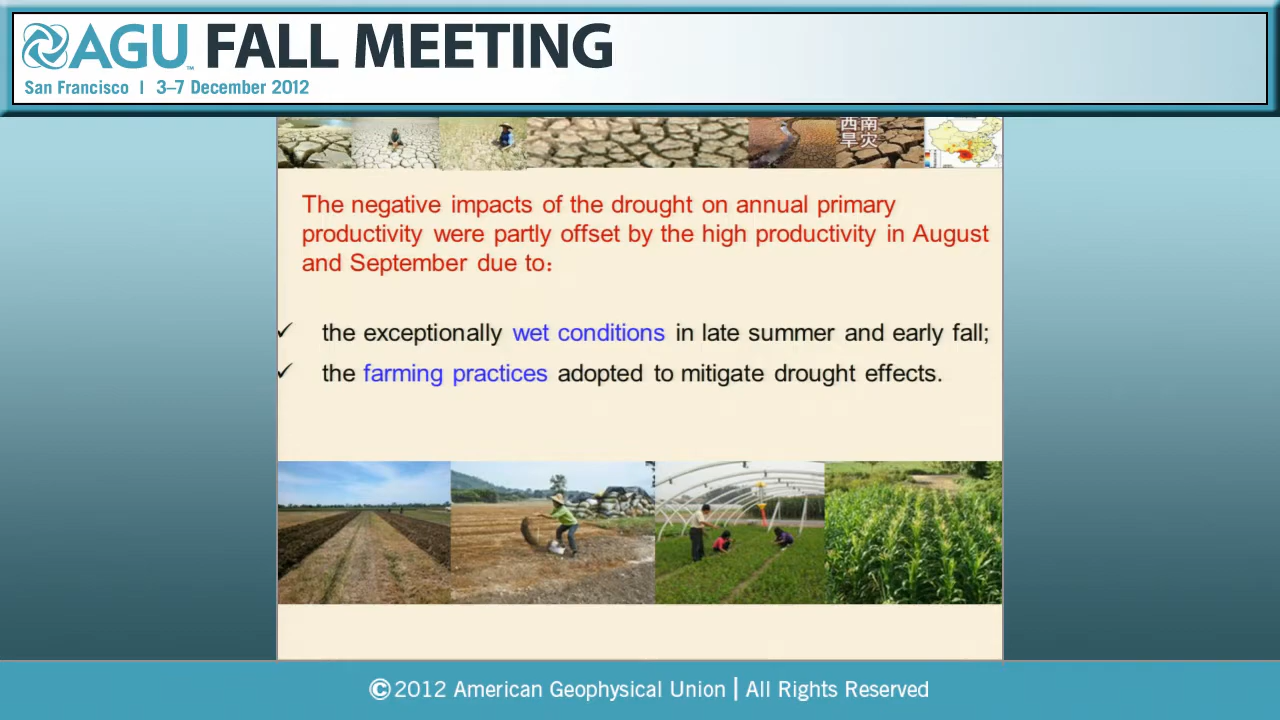 AGU FALL MEETING
San Francisco | 3–7 December 2012
西南
旱灾
The negative impacts of the drought on annual primary
productivity were partly offset by the high productivity in August
and September due to：
✓ the exceptionally wet conditions in late summer and early fall;
✓ the farming practices adopted to mitigate drought effects.
©2012 American Geophysical Union | All Rights Reserved